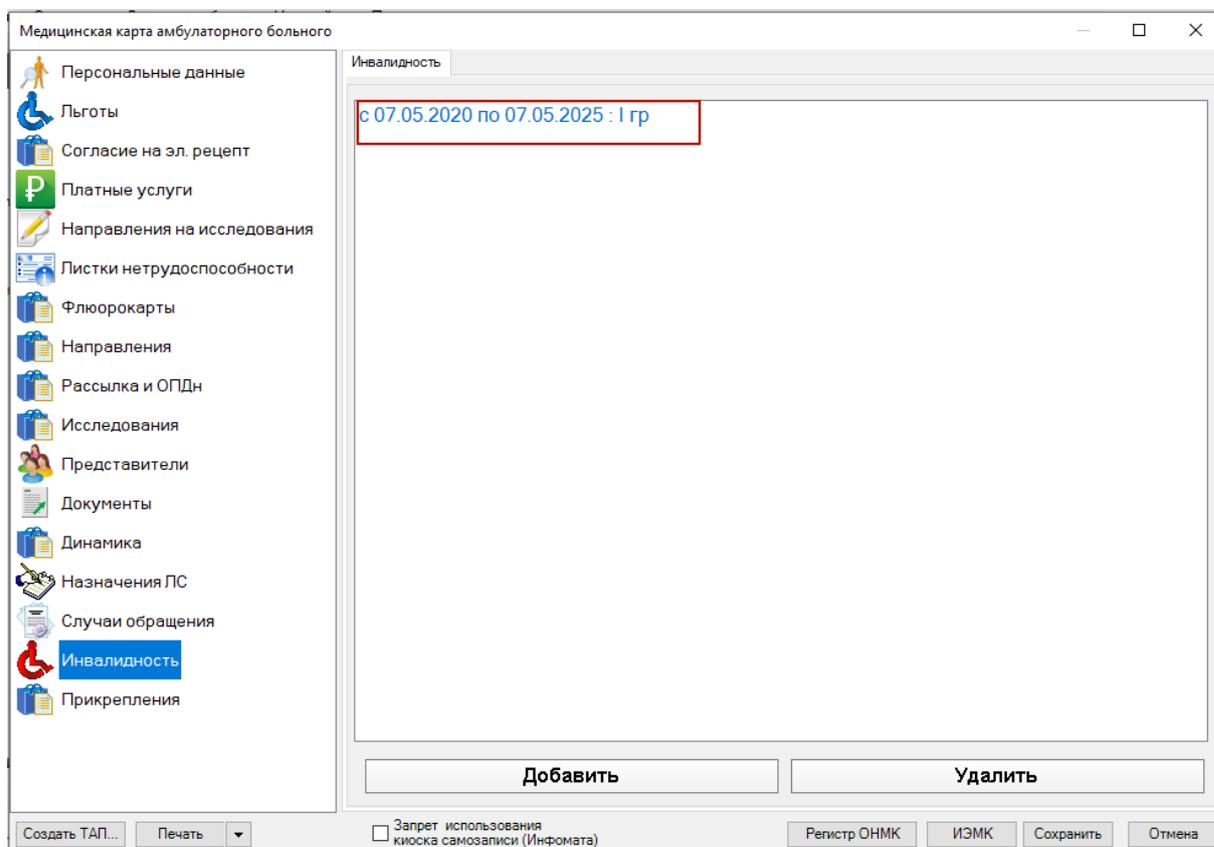 Медицинская карта амбулаторного больного
Персональные данные
Льготы
Согласие на эл. рецепт
Платные услуги
Направления на исследования
Листки нетрудоспособности
Флюорокарты
Направления
Рассылка и ОПДн
Исследования
Представители
Документы
Динамика
Назначения ЛС
Случаи обращения
Инвалидность
Прикрепления
Инвалидность
с 07.05.2020 по 07.05.2025 : I гр
Добавить
Удалить
Создать ТАП...
Печать
Запрет использования
киоска самозаписи (Инфомата)
Регистр ОНМК
ИЭМК
Сохранить
Отмена